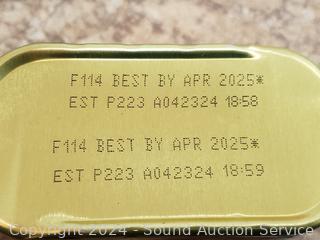 F114 BEST BY APR 2025*
EST P223 A042324 18:58
F114 BEST BY APR 2025*
EST P223 A042324 18:59
Copyright 2024 - Sound Auction Service